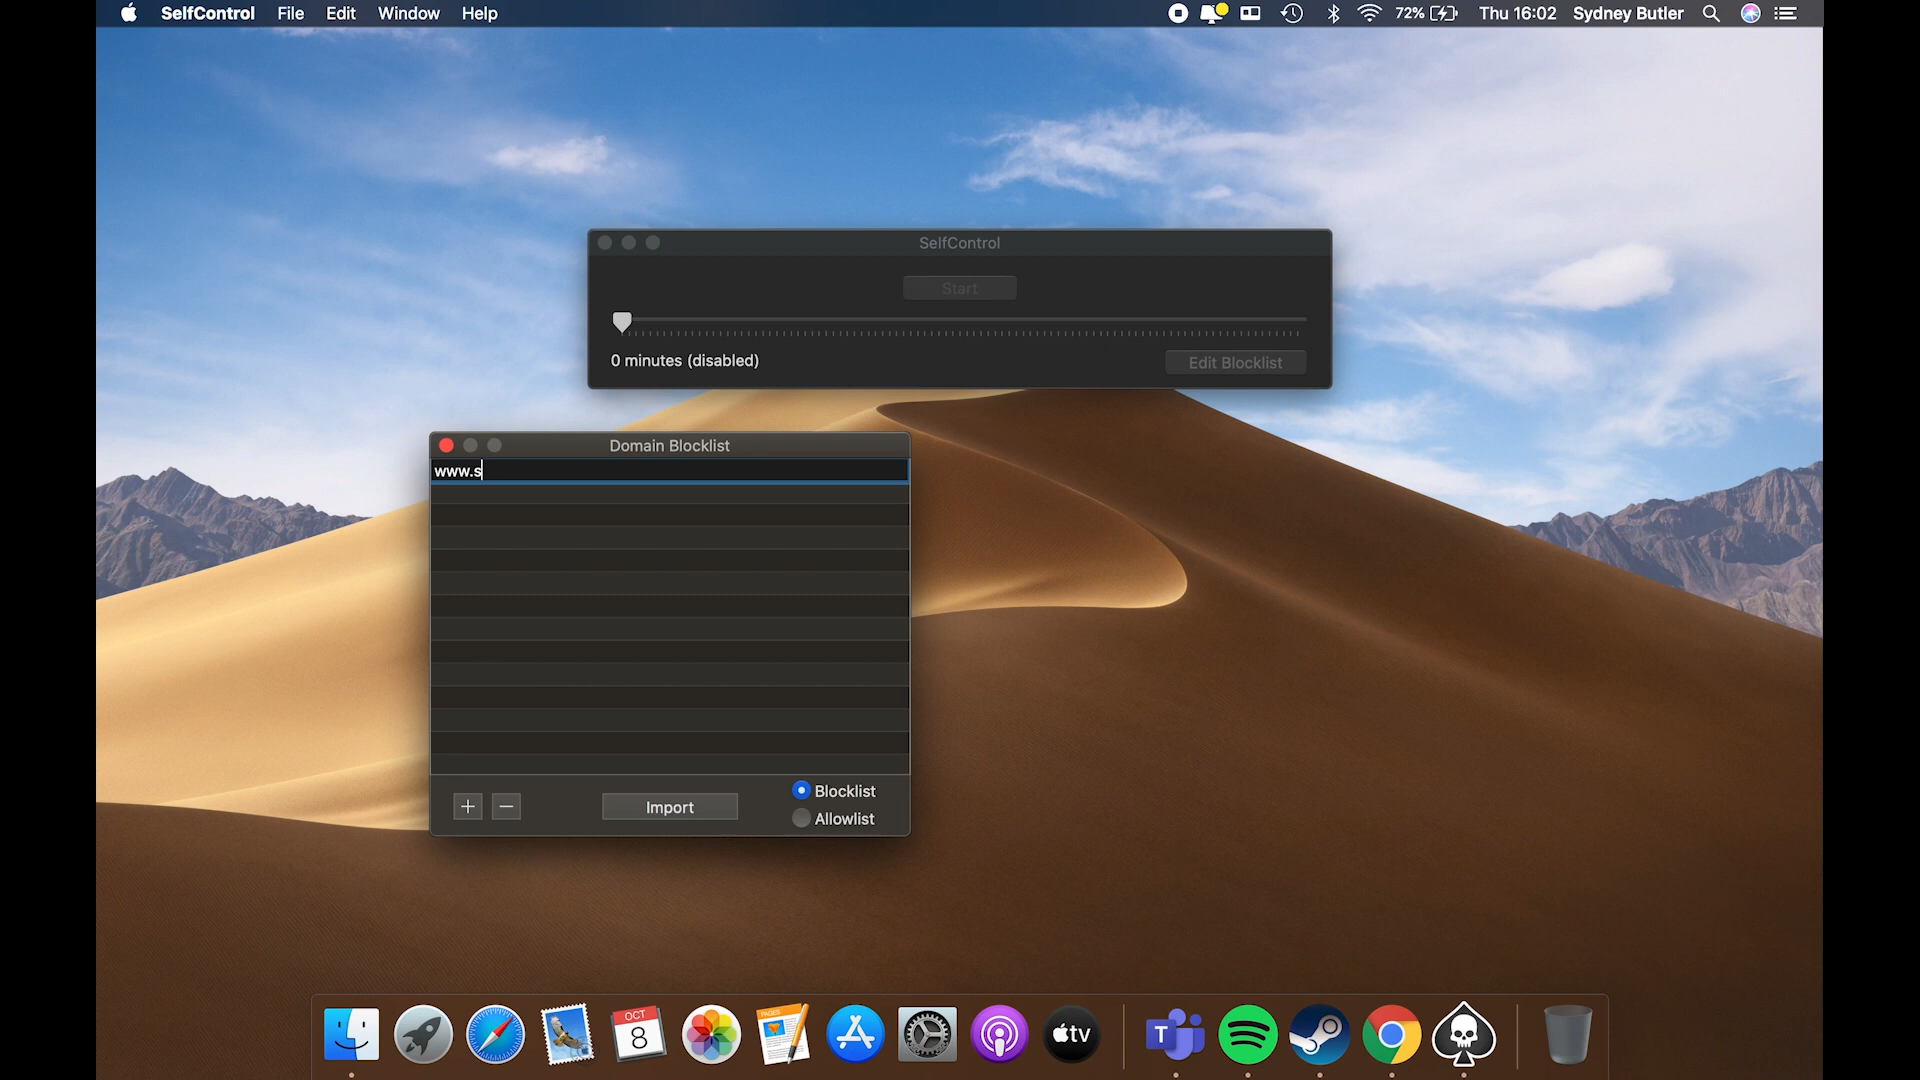 SelfControl File Edit Window Help 72% Thu 16:02 Sydney Butler
SelfControl
Start
0 minutes (disabled)
Edit Blocklist
Domain Blocklist
www.s
Import
Blocklist
Allowlist
OCT
8
PAGES
tv
T